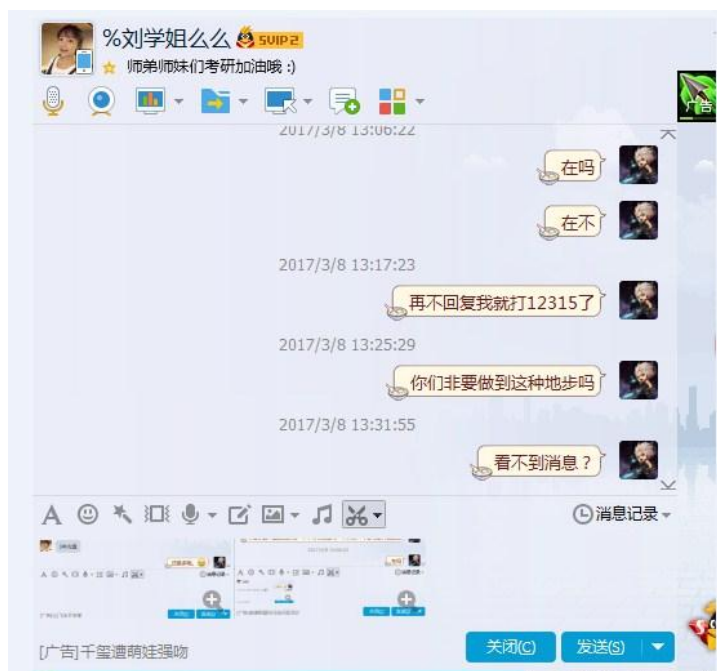 %刘学姐么么 SVIP2
师弟师妹们考研加油哦 :)
广告
2017/3/8 13:06:22
在吗
在不
2017/3/8 13:17:23
再不回复我就打12315了
2017/3/8 13:25:29
你们非要做到这种地步吗
2017/3/8 13:31:55
看不到消息？
A
消息记录
[广告]千玺遭萌娃强吻
关闭(C)
发送(S)